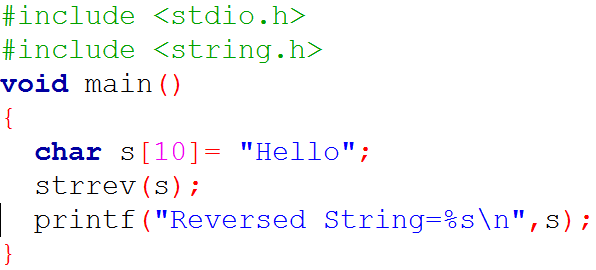 #include <stdio.h>
#include <string.h>
void main()
{
  char s[10]= "Hello";
  strrev(s);
  printf("Reversed String=%s\n",s);
}